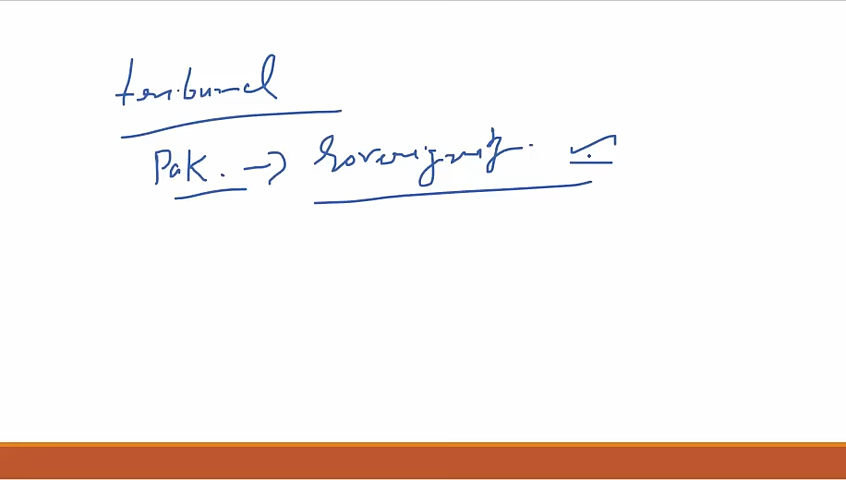 tribunal
Pak. → Sovereignty.